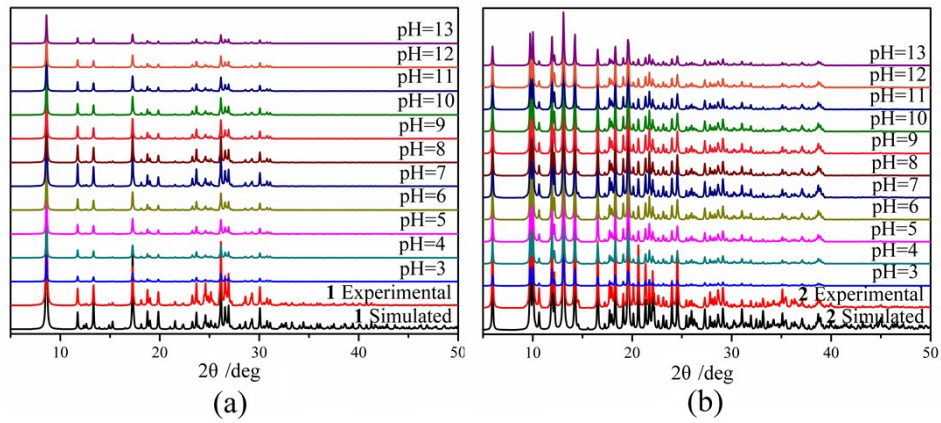 pH=13
pH=12
pH=11
pH=10
pH=9
pH=8
pH=7
pH=6
pH=5
pH=4
pH=3
1 Experimental
1 Simulated
10 20 30 40 50
2θ /deg
(a)
pH=13
pH=12
pH=11
pH=10
pH=9
pH=8
pH=7
pH=6
pH=5
pH=4
pH=3
2 Experimental
2 Simulated
10 20 30 40 50
2θ /deg
(b)